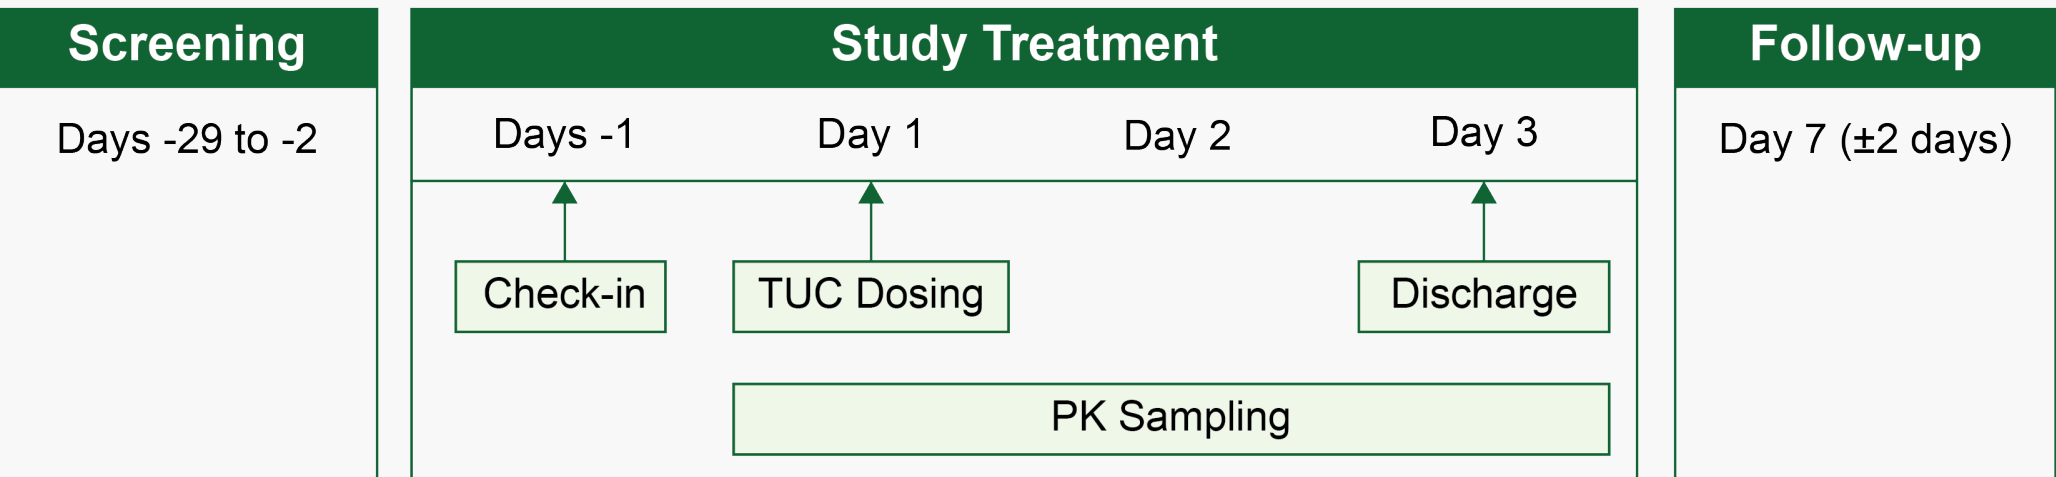 Screening
Days -29 to -2
Study Treatment
Days -1
Day 1
Day 2
Day 3
Check-in
TUC Dosing
Discharge
PK Sampling
Follow-up
Day 7 (±2 days)